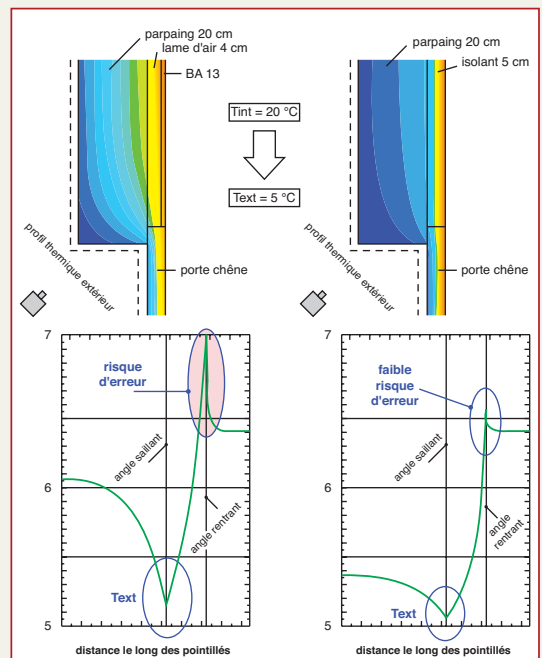 parpaing 20 cm
lame d'air 4 cm
BA 13
parpaing 20 cm
isolant 5 cm
Tint = 20 °C
Text = 5 °C
profil thermique extérieur
porte chêne
profil thermique extérieur
porte chêne
7
risque
d'erreur
angle saillant
6
angle rentrant
Text
5
distance le long des pointillés
7
faible
risque
d'erreur
angle saillant
6
angle
rentrant
Text
5
distance le long des pointillés